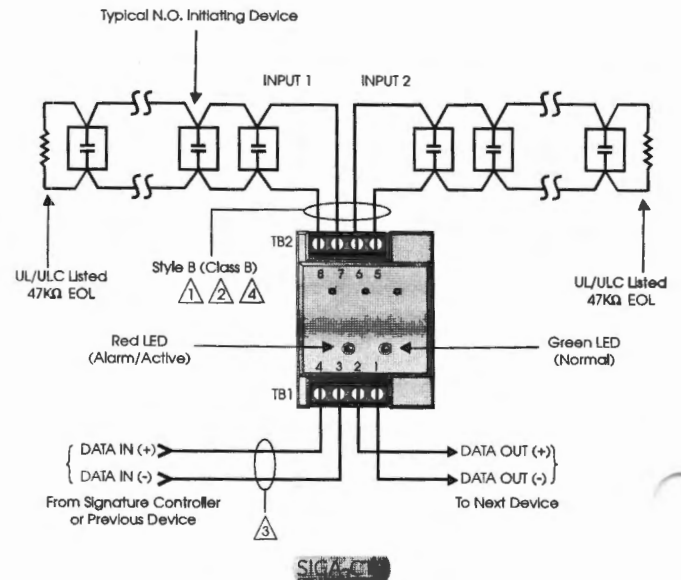 Typical N.O. Initiating Device
INPUT 1
INPUT 2
UL/ULC Listed
47KΩ EOL
Style B (Class B)
1 2 4
TB2
8 7 6 5
UL/ULC Listed
47KΩ EOL
Red LED
(Alarm/Active)
Green LED
(Normal)
4 3 2 1
TB1
DATA IN (+)
DATA IN (-)
From Signature Controller
or Previous Device
3
DATA OUT (+)
DATA OUT (-)
To Next Device